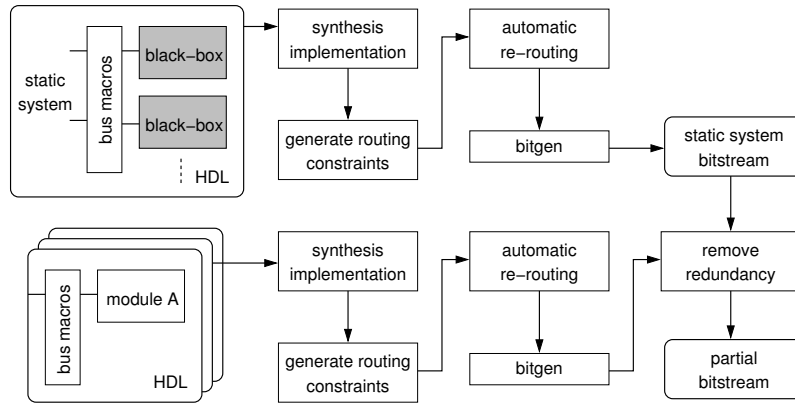 static
system
bus macros
black-box
black-box
HDL
synthesis
implementation
generate routing
constraints
automatic
re-routing
bitgen
static system
bitstream
bus macros
module A
HDL
synthesis
implementation
generate routing
constraints
automatic
re-routing
bitgen
remove
redundancy
partial
bitstream